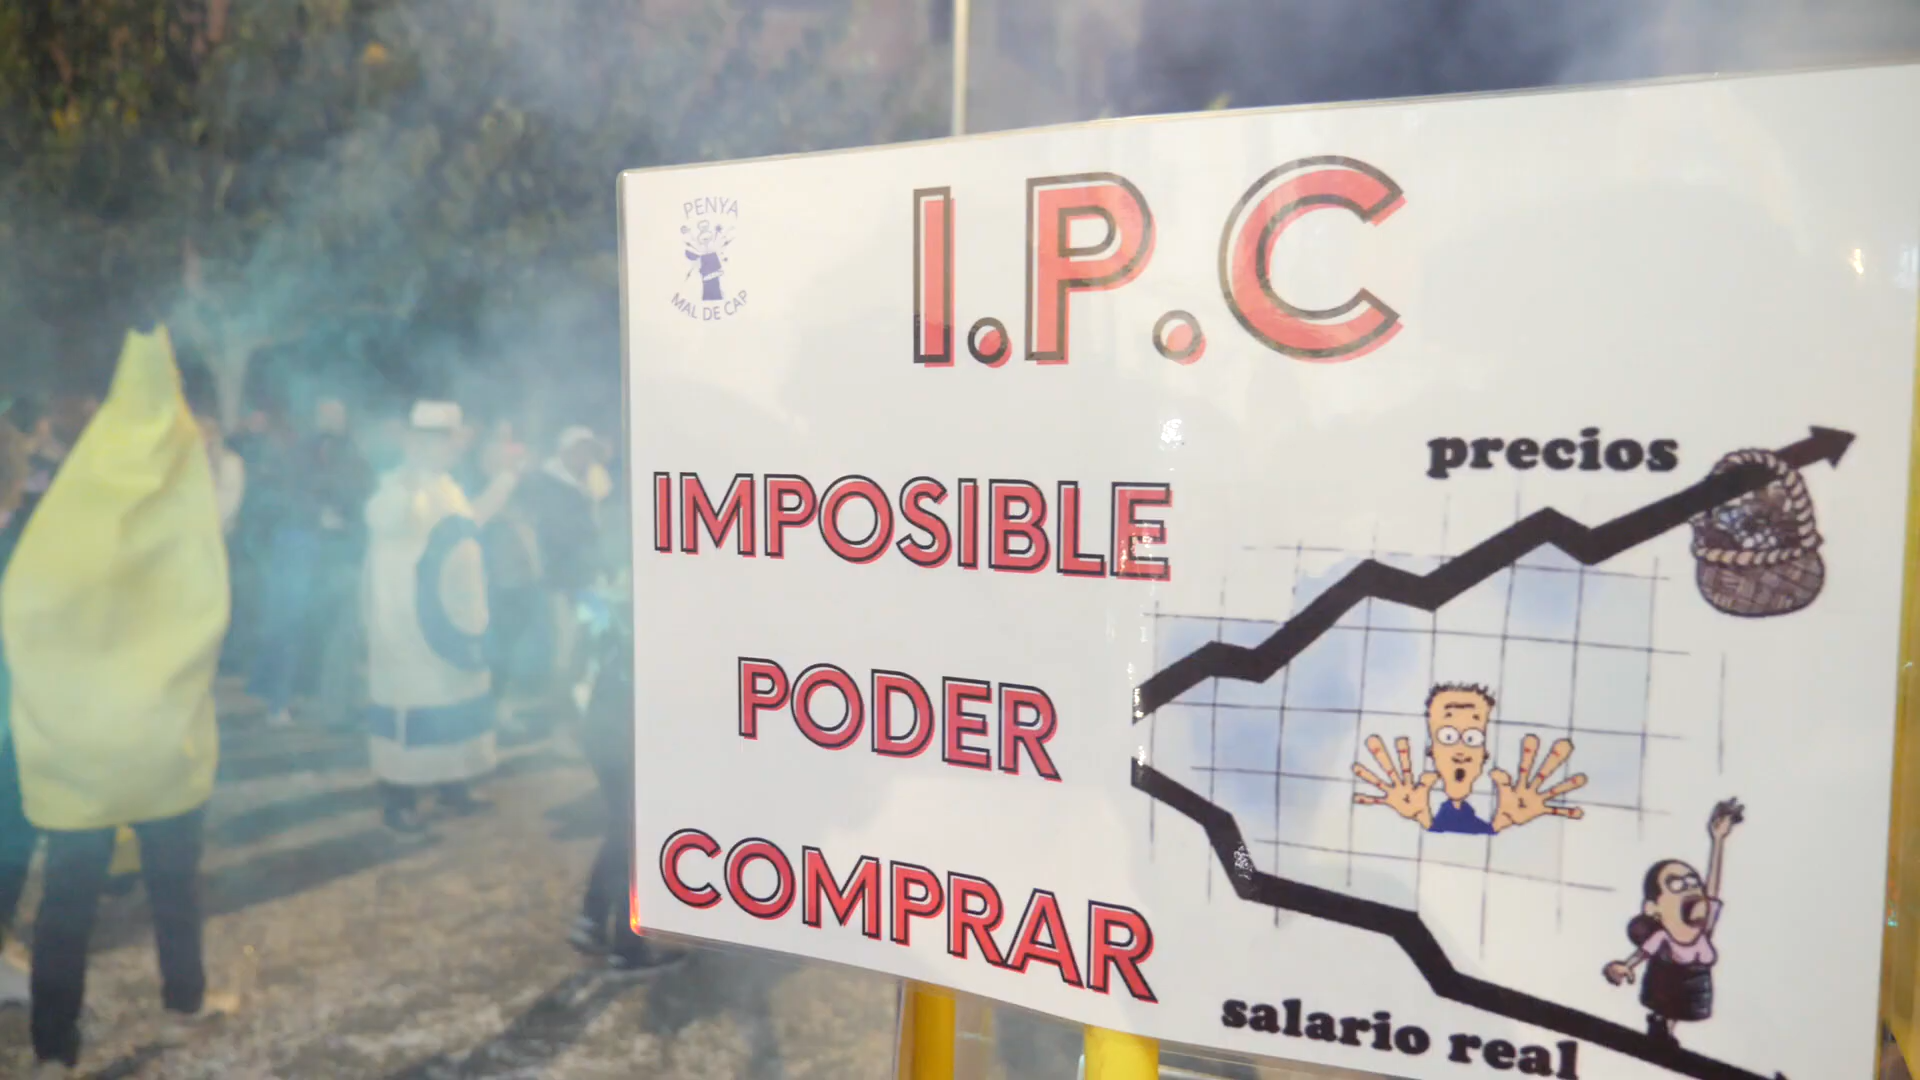 PENYA
MAL DE CAP
I.P.C
IMPOSIBLE
PODER
COMPRAR
precios
salario real